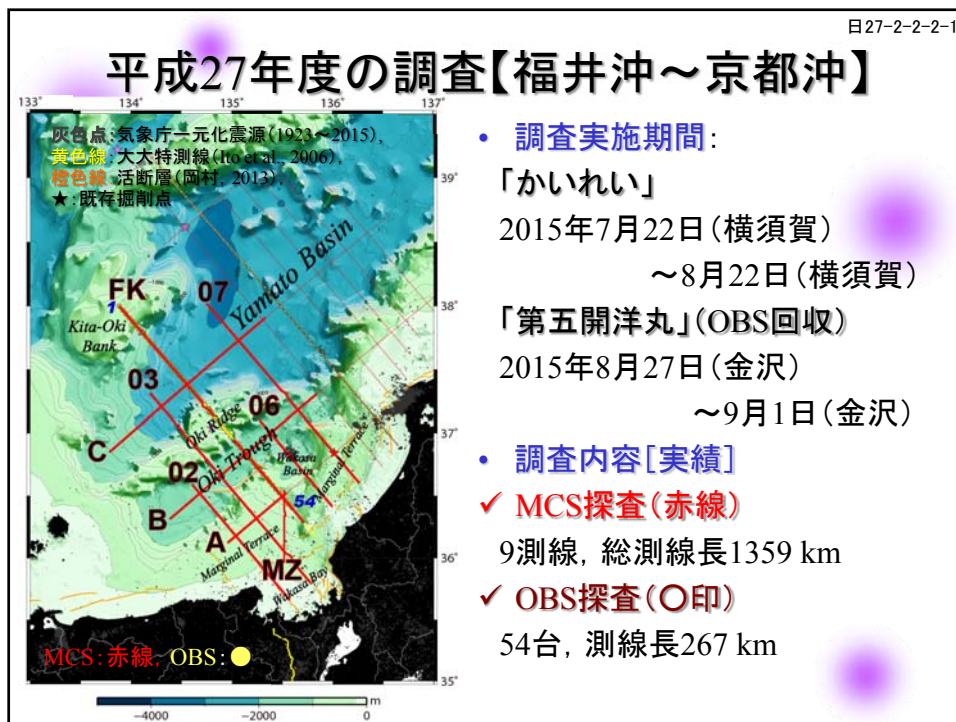 日27-2-2-2-1
平成27年度の調査【福井沖～京都沖】
133°
134°
135°
136°
137°
灰色点：気象庁一元化震源（1923～2015），
黄色線：大大特測線（Ito et al., 2006），
橙色線：活断層（岡村, 2013），
★：既存掘削点
39°
38°
37°
36°
35°
FK
1
07
Yamato Basin
Kita-Oki
Bank
03
06
Oki Ridge
C
Oki Trough
Wakasa
Basin
Marginal Terrace
02
54
B
A
Marginal Terrace
MZ
Wakasa Bay
MCS：赤線，OBS：●
−4000
−2000
0
m
• 調査実施期間：
「かいれい」
2015年7月22日（横須賀）
～8月22日（横須賀）
「第五開洋丸」（OBS回収）
2015年8月27日（金沢）
～9月1日（金沢）
• 調査内容［実績］
✓ MCS探査（赤線）
9測線，総測線長1359 km
✓ OBS探査（〇印）
54台，測線長267 km